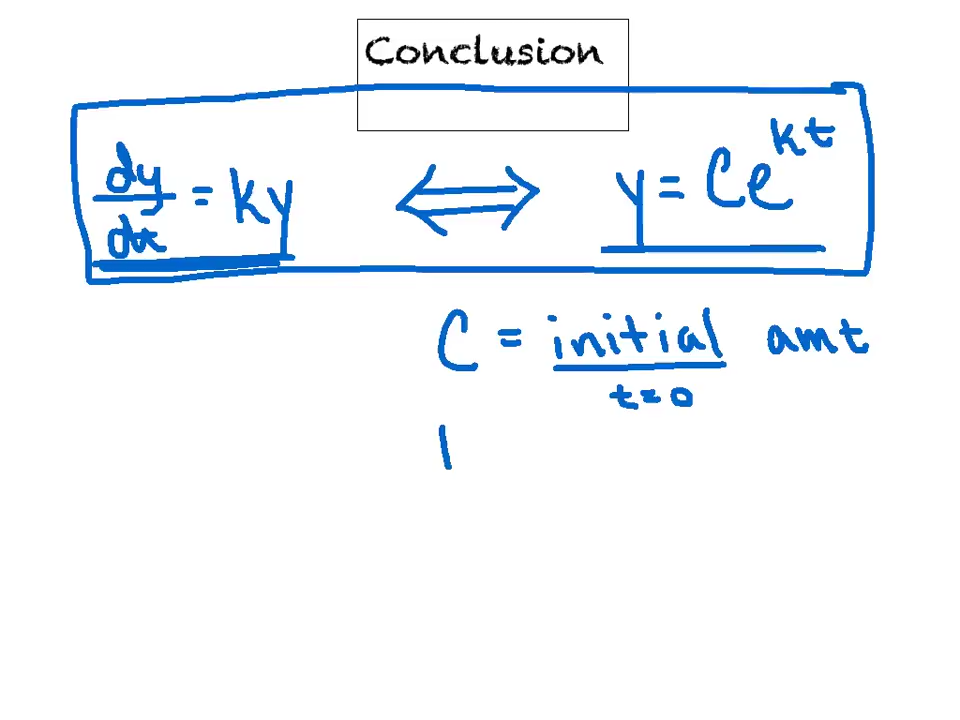 Conclusion
dy/dt = ky ⟺ y = Ce^kt
C = initial amt
t=0